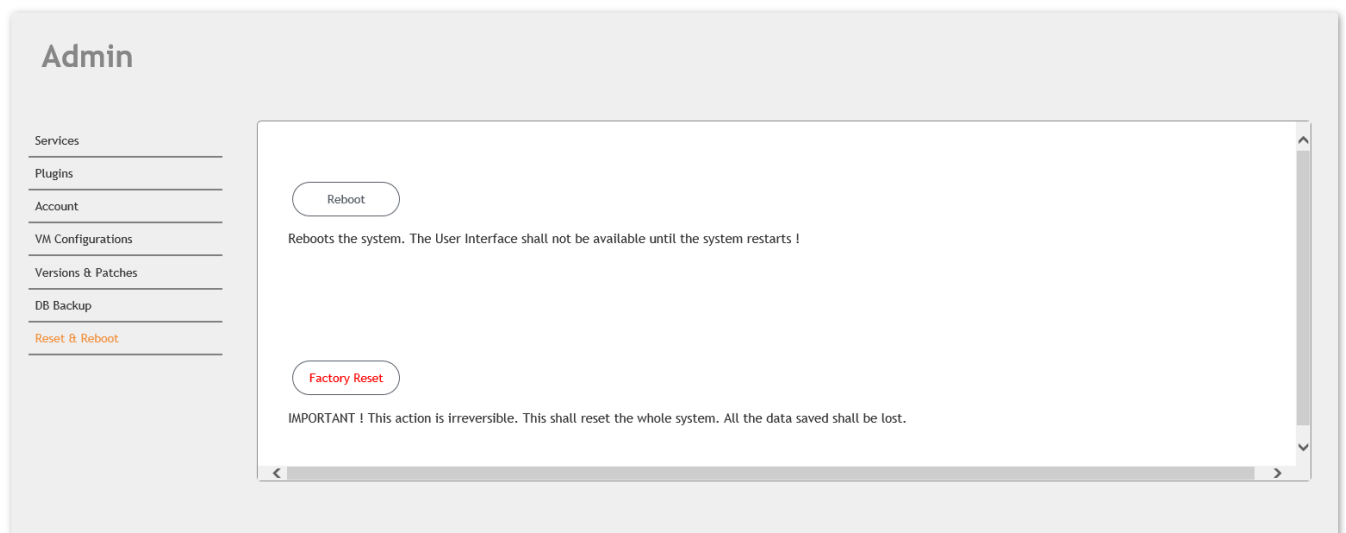 Admin
Services
Plugins
Account
VM Configurations
Versions & Patches
DB Backup
Reset & Reboot
Reboot
Reboots the system. The User Interface shall not be available until the system restarts !
Factory Reset
IMPORTANT ! This action is irreversible. This shall reset the whole system. All the data saved shall be lost.